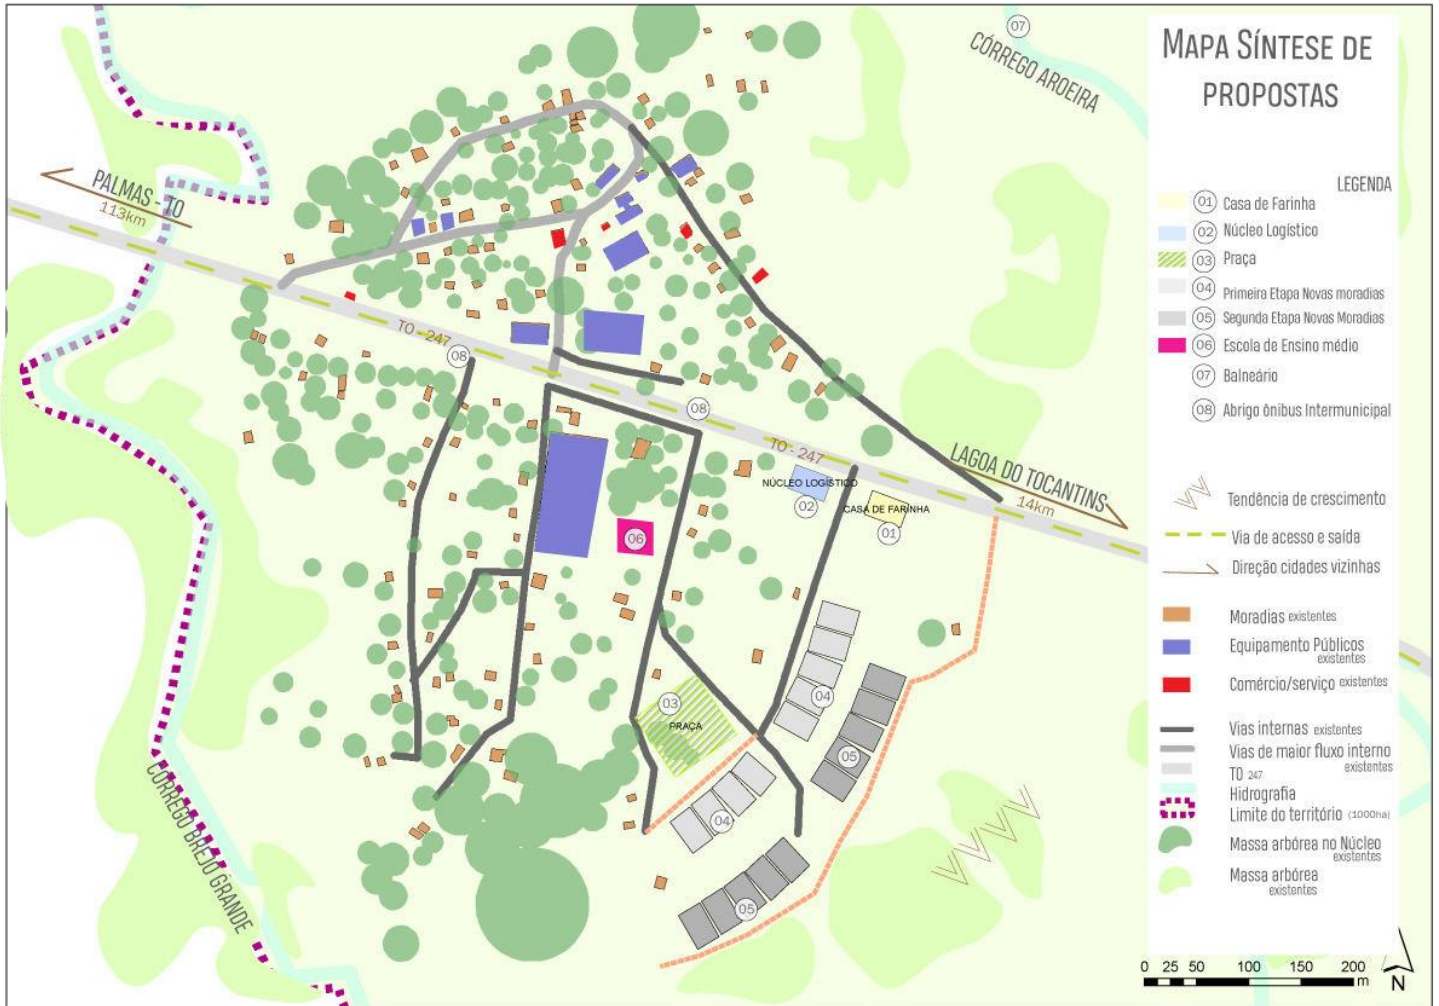 MAPA SÍNTESE DE
PROPOSTAS
LEGENDA
01 Casa de Farinha
02 Núcleo Logístico
03 Praça
04 Primeira Etapa Novas moradias
05 Segunda Etapa Novas Moradias
06 Escola de Ensino médio
07 Balneário
08 Abrigo ônibus Intermunicipal
Tendência de crescimento
Via de acesso e saída
Direção cidades vizinhas
Moradias existentes
Equipamento Públicos
existentes
Comércio/serviço existentes
Vias internas existentes
Vias de maior fluxo interno
existentes
TO 247
Hidrografia
Limite do território (1000ha)
Massa arbórea no Núcleo
existentes
Massa arbórea
existentes
0 25 50 100 150 200
m
N
07
CÓRREGO AROEIRA
PALMAS - TO
113km
TO - 247
08
08
TO - 247
LAGOA DO TOCANTINS
14km
NÚCLEO LOGÍSTICO
02
CASA DE FARINHA
01
06
03
PRAÇA
04
05
04
05
CÓRREGO BREJO GRANDE